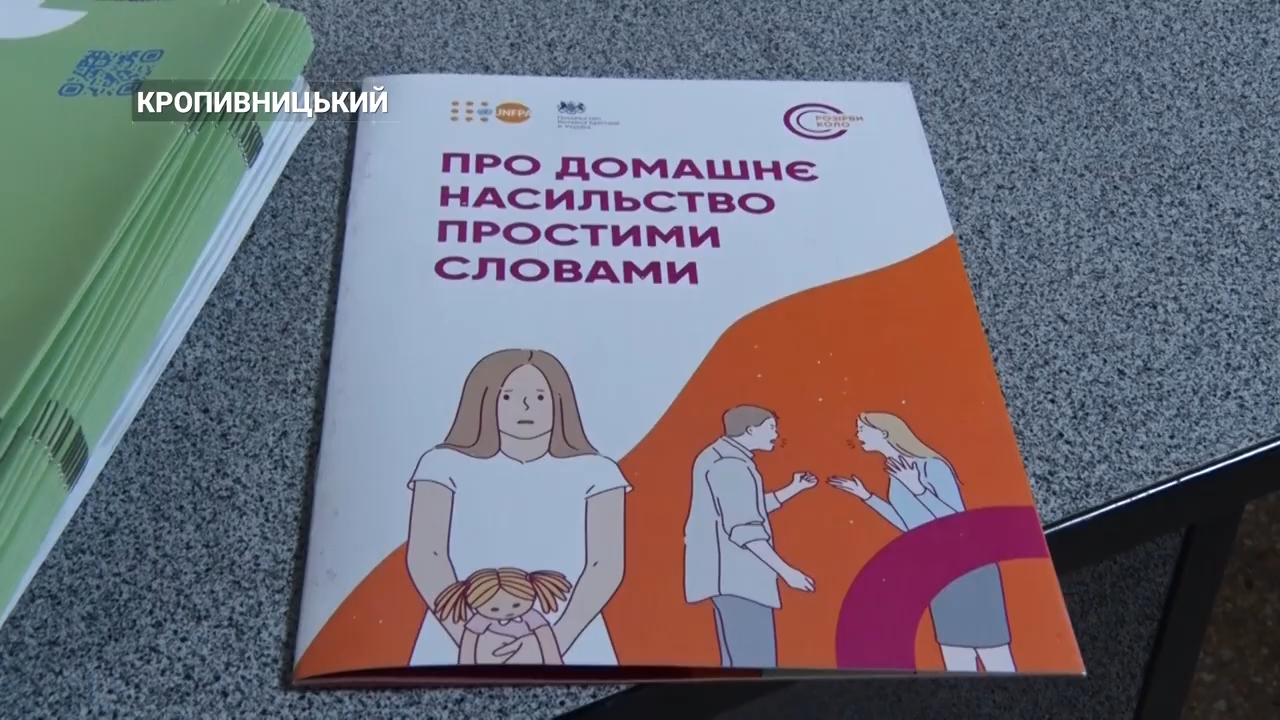 КРОПИВНИЦЬКИЙ
UNFPA
РОЗІРВИ
КОЛО
ПРО ДОМАШНЄ
НАСИЛЬСТВО
ПРОСТИМИ
СЛОВАМИ